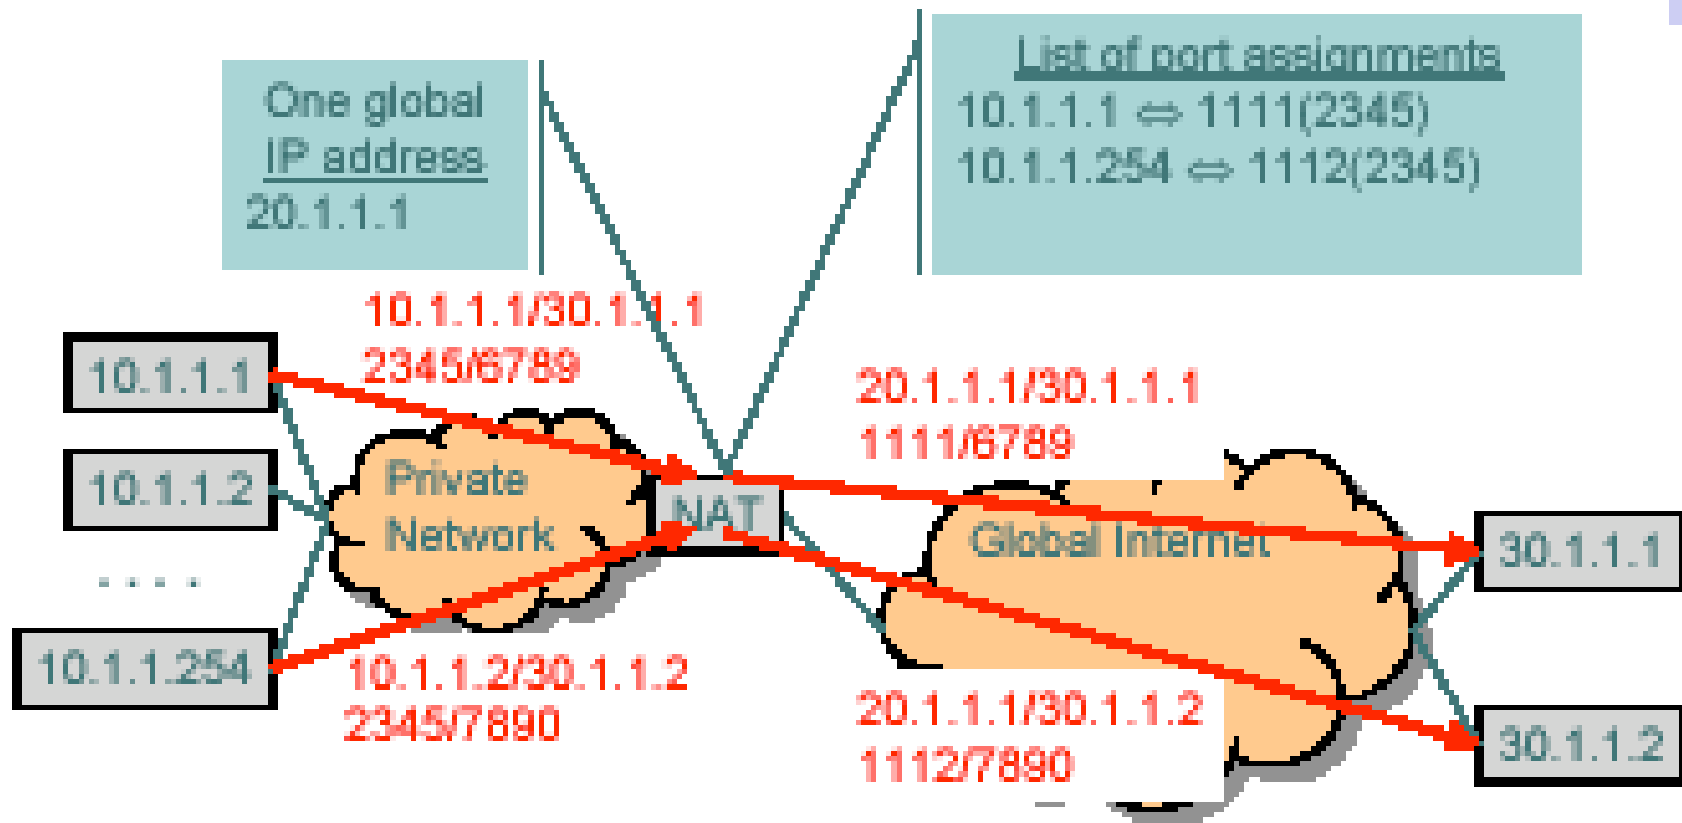 One global
IP address
20.1.1.1
List of port assignments
10.1.1.1 ⇔ 1111(2345)
10.1.1.254 ⇔ 1112(2345)
10.1.1.1/30.1.1.1
2345/6789
10.1.1.1
20.1.1.1/30.1.1.1
1111/6789
10.1.1.2
Private
Network
NAT
Global Internet
30.1.1.1
. . . .
10.1.1.254
10.1.1.2/30.1.1.2
2345/7890
20.1.1.1/30.1.1.2
1112/7890
30.1.1.2